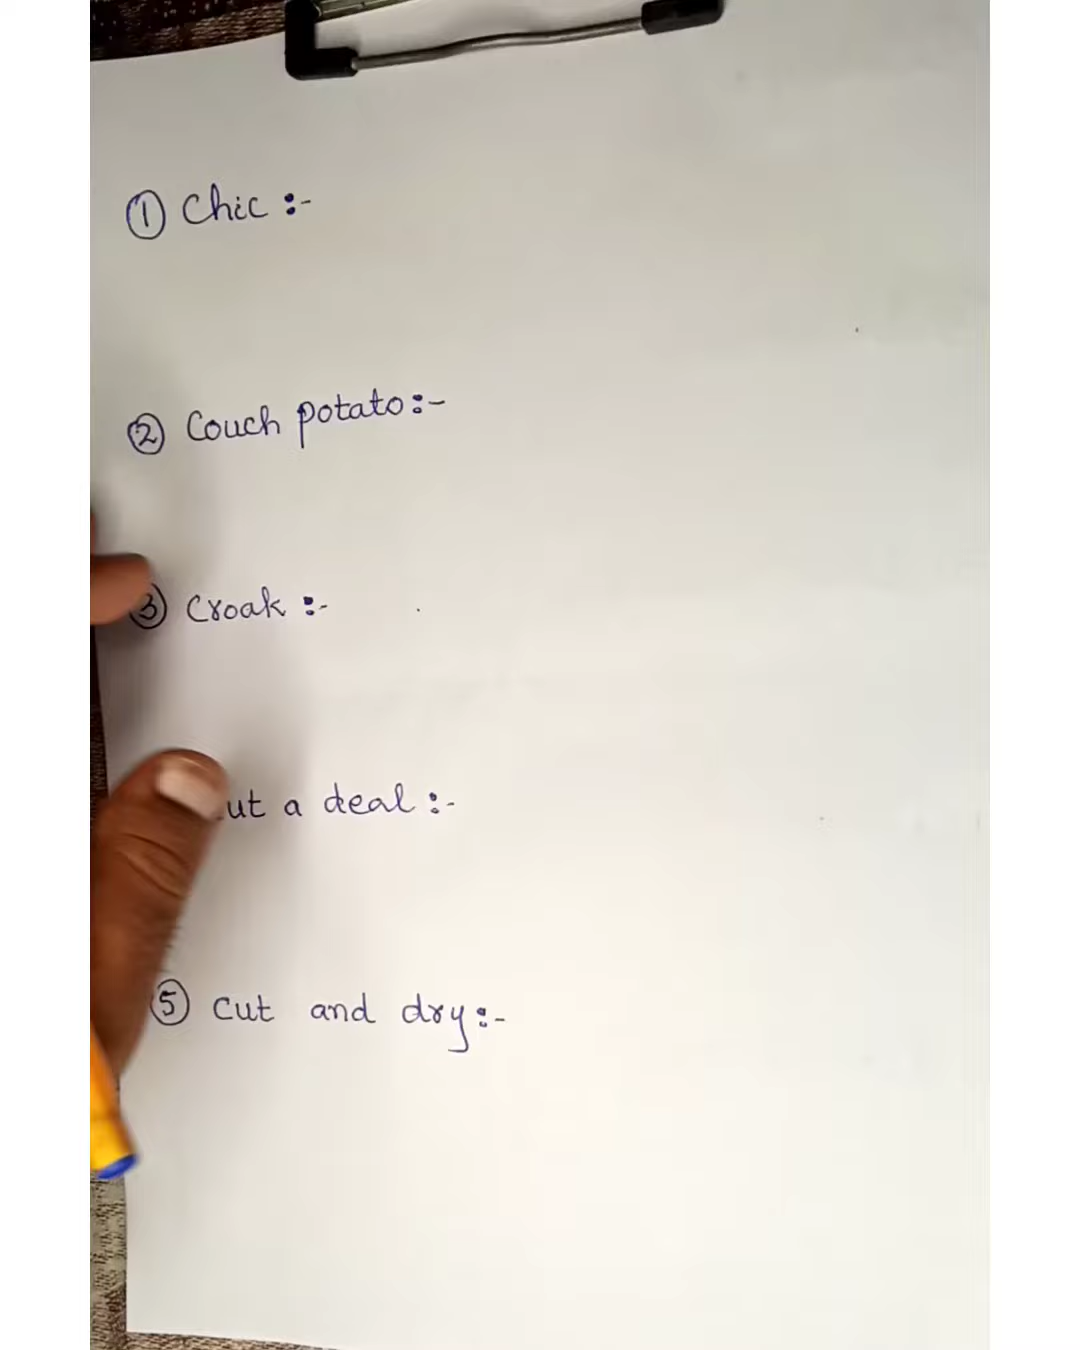 ① Chic :-
② Couch potato:-
③ Croak :-
ut a deal :-
⑤ cut and dry:-